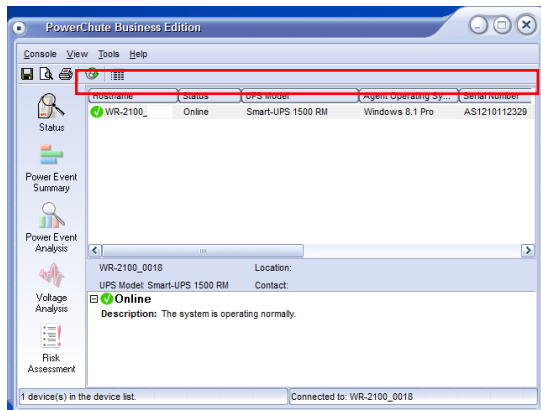 PowerChute Business Edition
Console View Tools Help
Hostname Status UPS Model Agent Operating Sy... Serial Number
WR-2100_ Online Smart-UPS 1500 RM Windows 8.1 Pro AS1210112329
Status
Power Event
Summary
Power Event
Analysis
Voltage
Analysis
Risk
Assessment
WR-2100_0018 Location:
UPS Model: Smart-UPS 1500 RM Contact:
Online
Description: The system is operating normally.
1 device(s) in the device list. Connected to: WR-2100_0018